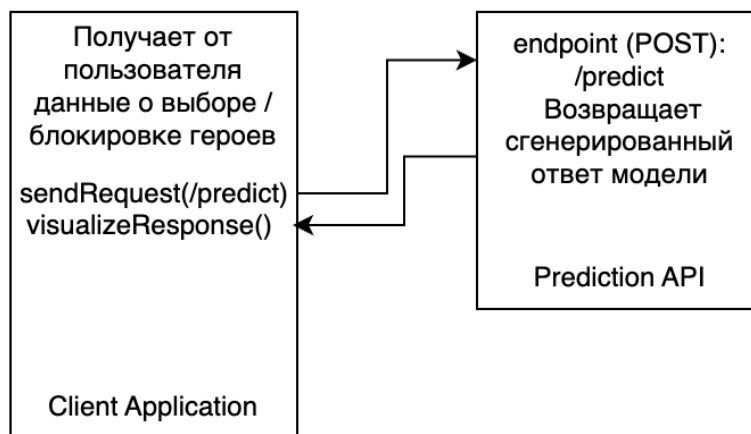 Получает от
пользователя
данные о выборе /
блокировке героев
sendRequest(/predict)
visualizeResponse()
Client Application
endpoint (POST):
/predict
Возвращает
сгенерированный
ответ модели
Prediction API